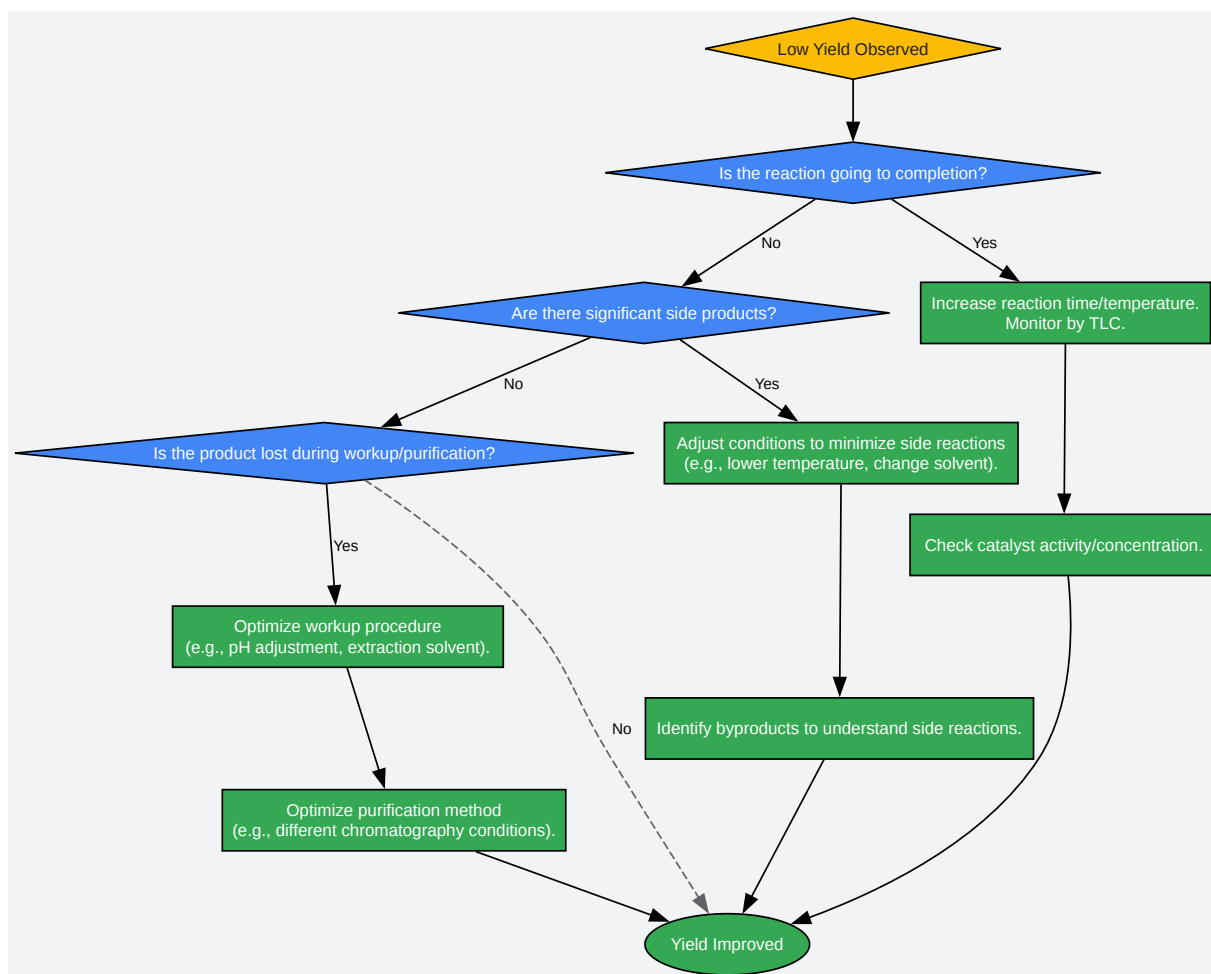 Low Yield Observed
Is the reaction going to completion?
No
Yes
Are there significant side products?
Increase reaction time/temperature.
Monitor by TLC.
No
Yes
Is the product lost during workup/purification?
Adjust conditions to minimize side reactions
(e.g., lower temperature, change solvent).
Check catalyst activity/concentration.
Yes
Optimize workup procedure
(e.g., pH adjustment, extraction solvent).
No
Identify byproducts to understand side reactions.
Optimize purification method
(e.g., different chromatography conditions).
Yield Improved